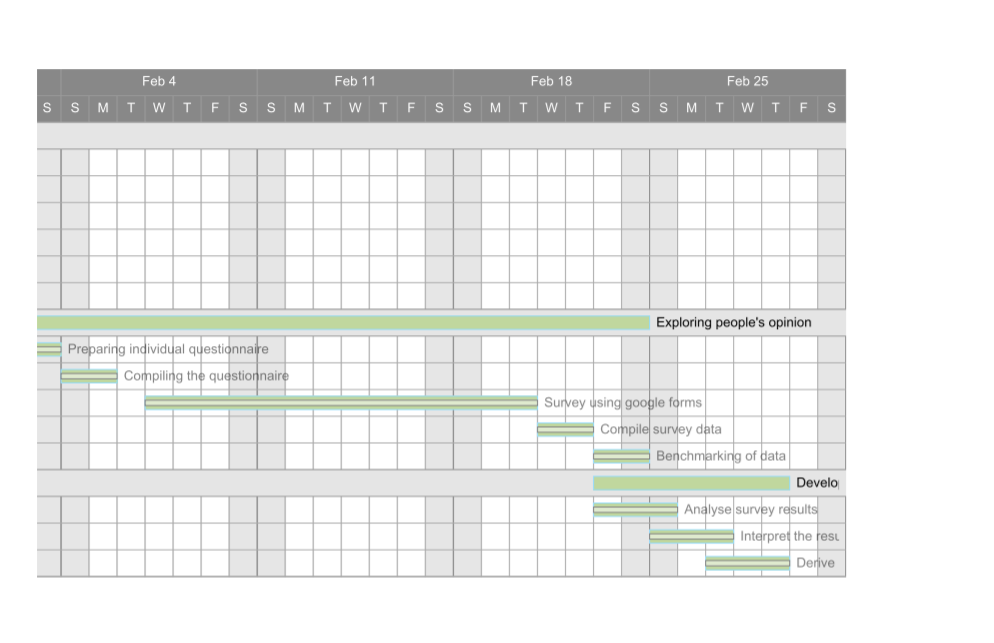 Feb 4 Feb 11 Feb 18 Feb 25
S S M T W T F S S M T W T F S S M T W T F S S M T W T F S
Exploring people's opinion
Preparing individual questionnaire
Compiling the questionnaire
Survey using google forms
Compile survey data
Benchmarking of data
Develo
Analyse survey results
Interpret the resu
Derive